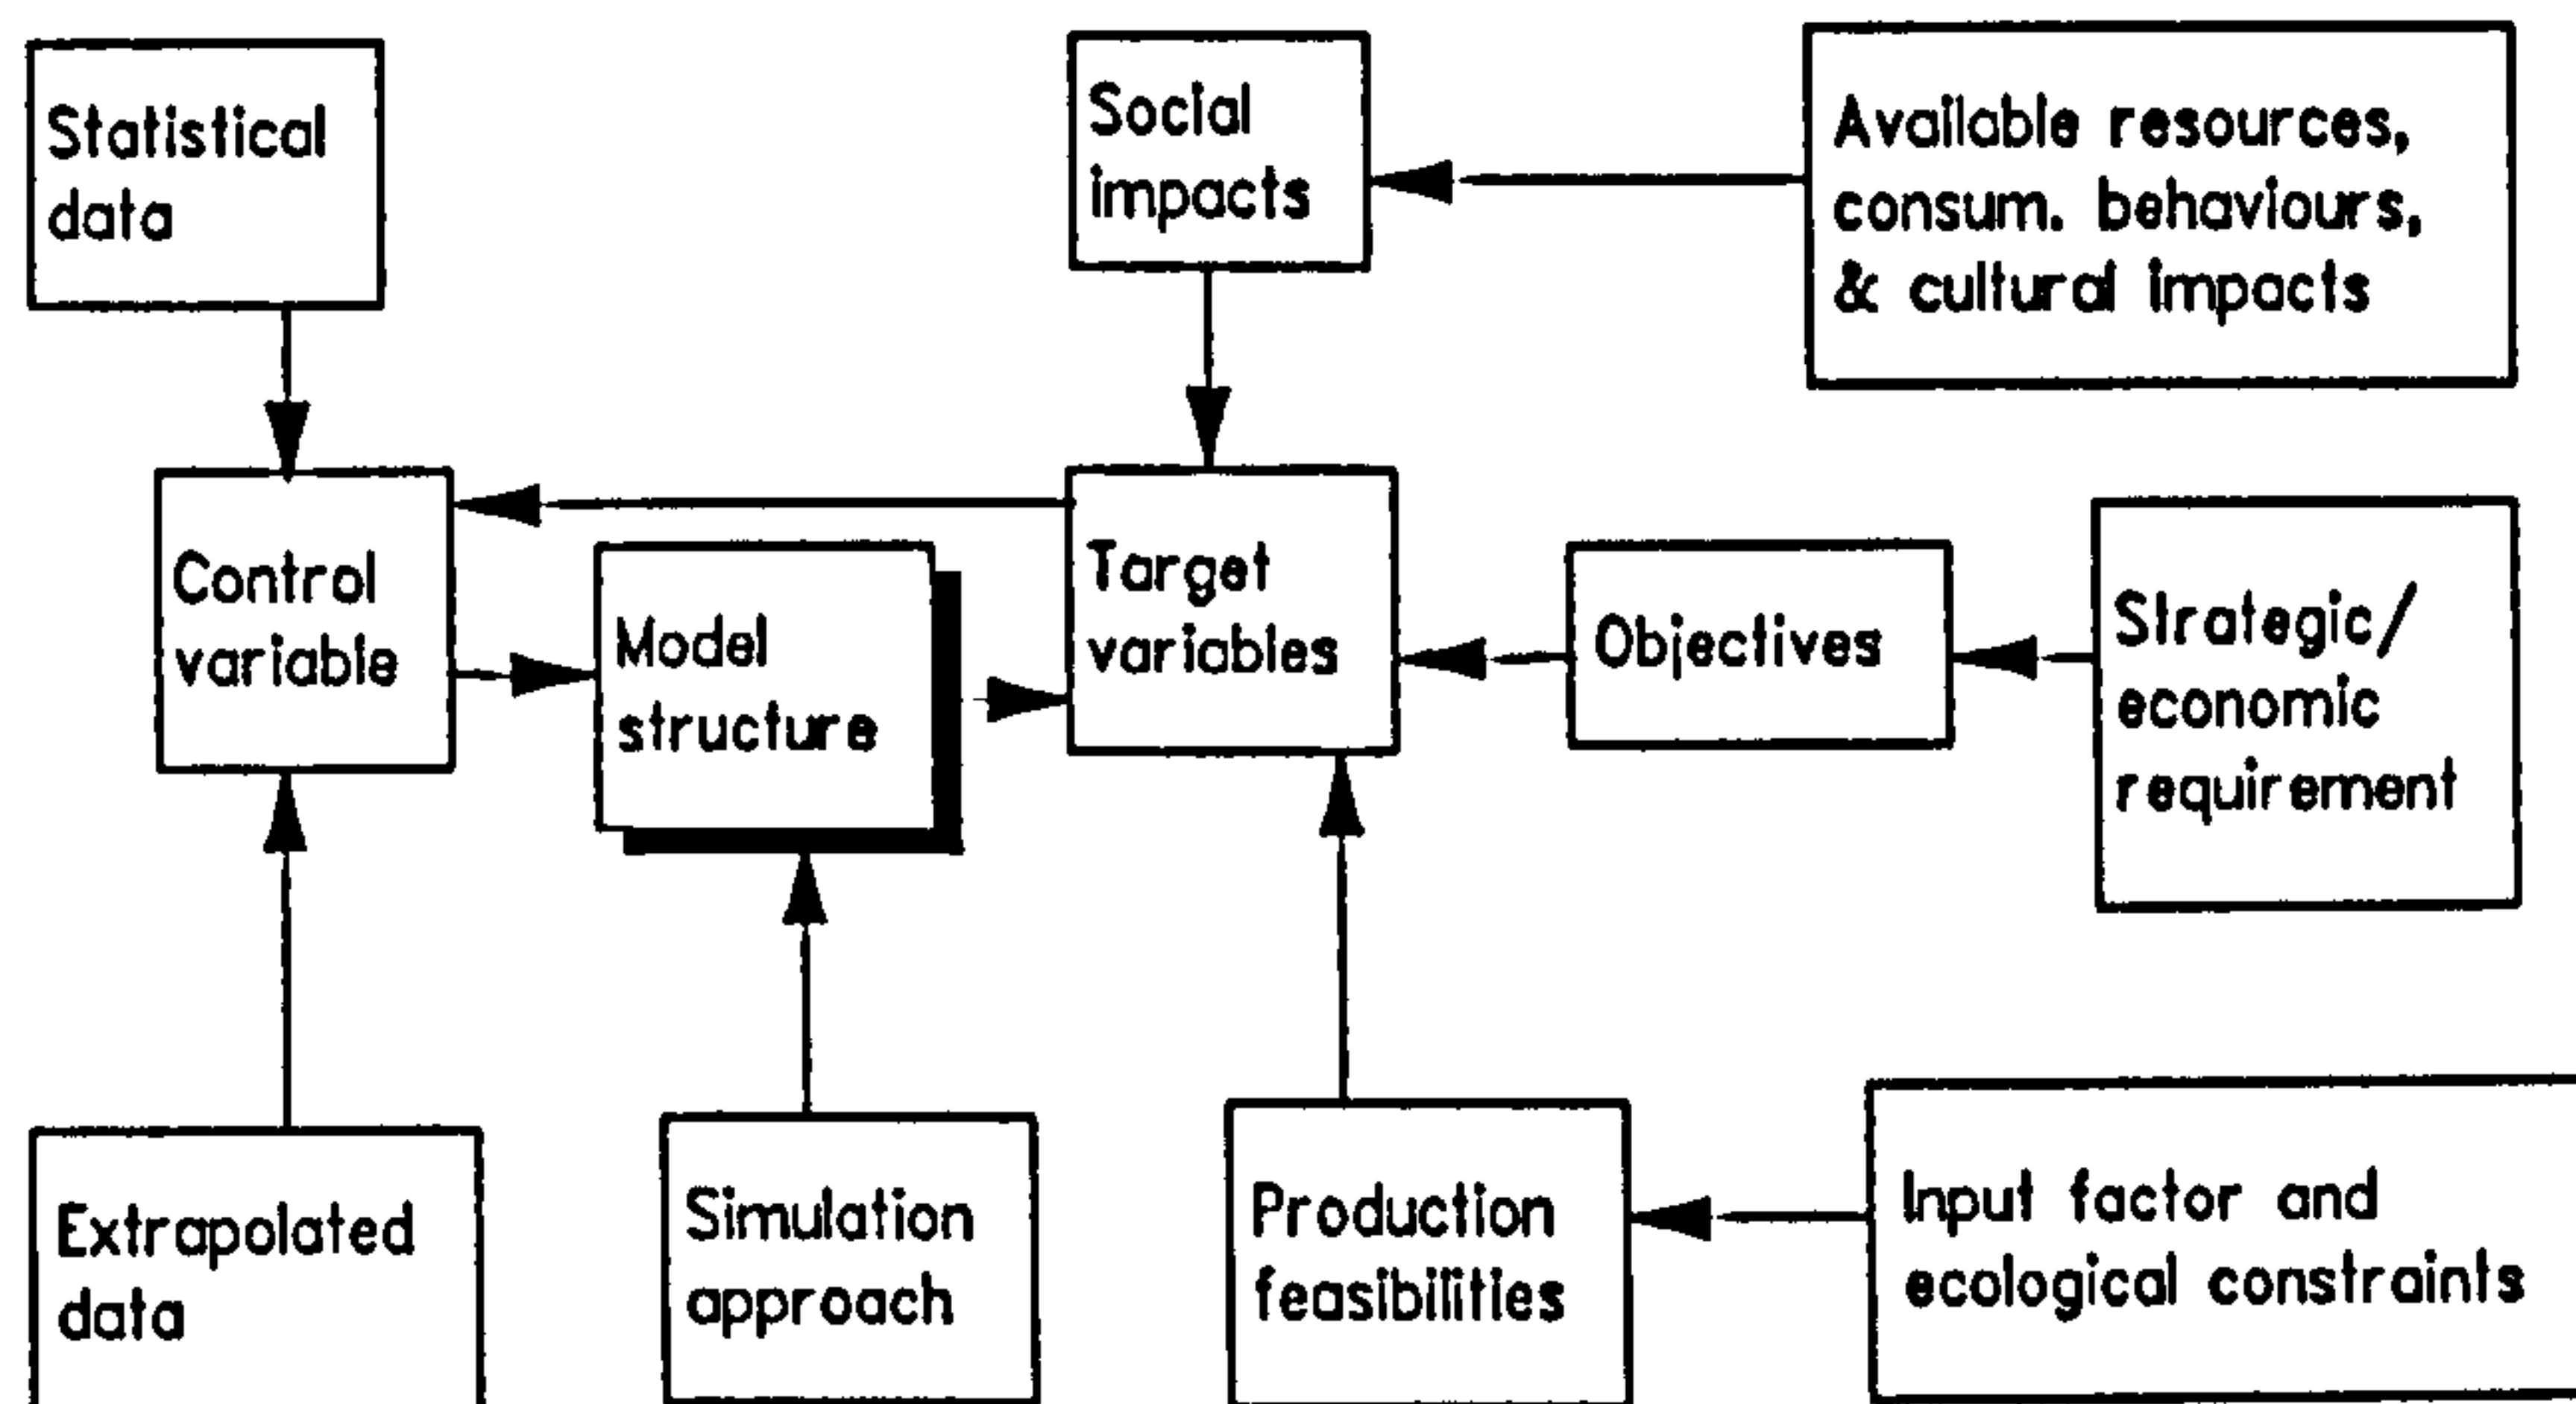 Statistical
data
Social
impacts
Available resources,
consum. behaviours,
& cultural impacts
Control
variable
Model
structure
Target
variables
Objectives
Strategic/
economic
requirement
Extrapolated
data
Simulation
approach
Production
feasibilities
Input factor and
ecological constraints